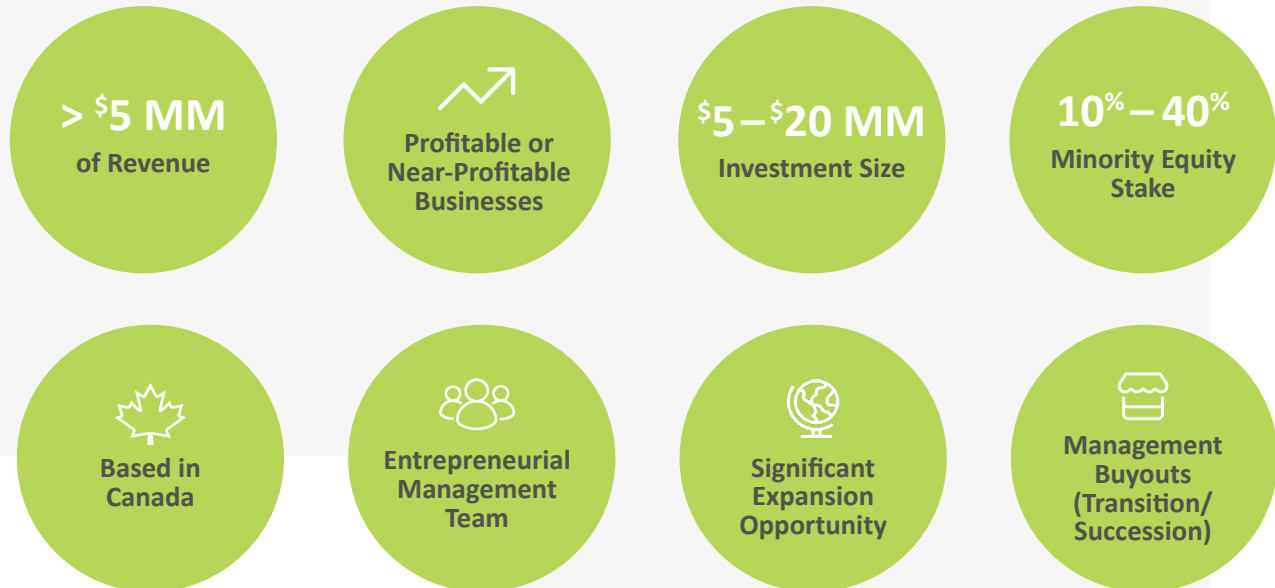 > $5 MM
of Revenue
Profitable or
Near-Profitable
Businesses
$5 – $20 MM
Investment Size
10% – 40%
Minority Equity
Stake
Based in
Canada
Entrepreneurial
Management
Team
Significant
Expansion
Opportunity
Management
Buyouts
(Transition/
Succession)